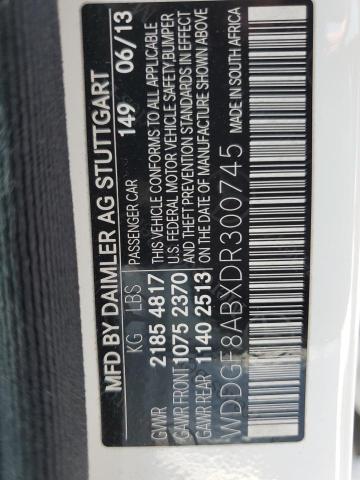 MFD BY DAIMLER AG STUTTGART
149 06/13
KG LBS PASSENGER CAR
GVWR 2185 4817 THIS VEHICLE CONFORMS TO ALL APPLICABLE
GAWR FRONT 1075 2370 U.S. FEDERAL MOTOR VEHICLE SAFETY,BUMPER
AND THEFT PREVENTION STANDARDS IN EFFECT
GAWR REAR 1140 2513 ON THE DATE OF MANUFACTURE SHOWN ABOVE
WDDGF8ABXDR300745 MADE IN SOUTH AFRICA